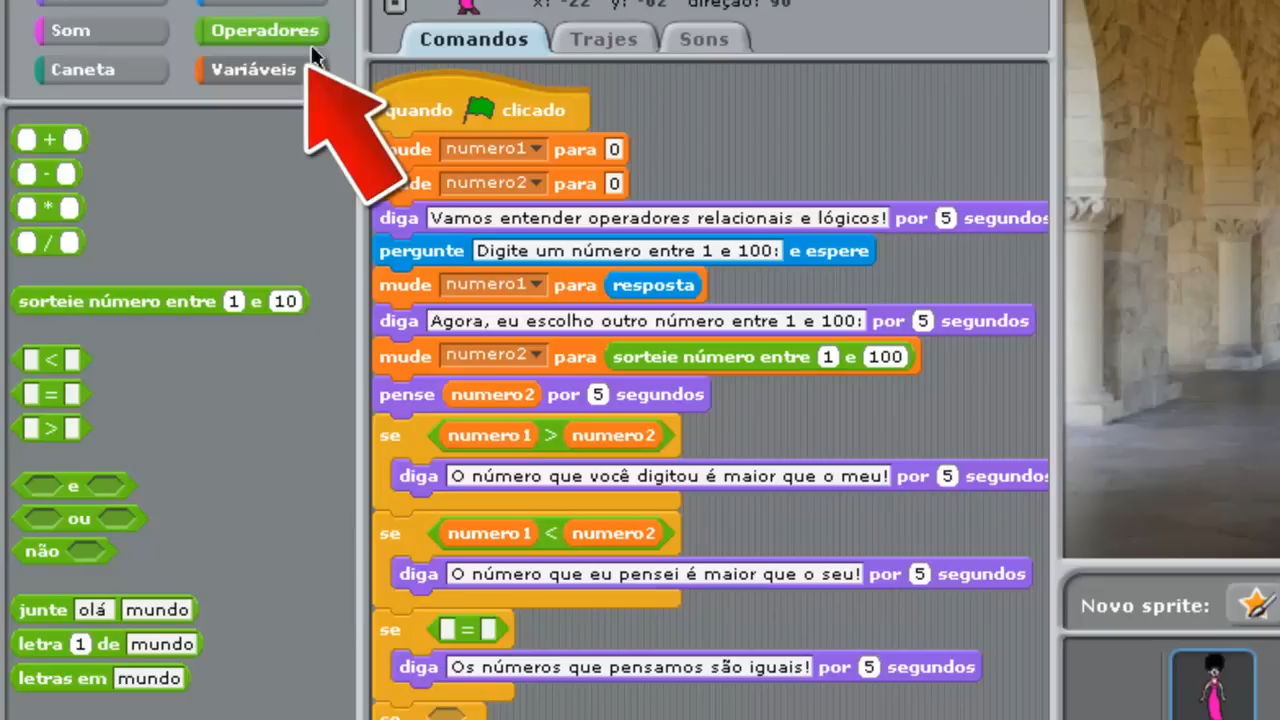 Som
Operadores
Caneta
Variáveis
+
-
*
/
sorteie número entre 1 e 10
<
=
>
e
ou
não
junte olá mundo
letra 1 de mundo
letras em mundo
x: -22 y: -82 direção: 90
Comandos
Trajes
Sons
quando clicado
mude numero1 para 0
mude numero2 para 0
diga Vamos entender operadores relacionais e lógicos! por 5 segundos
pergunte Digite um número entre 1 e 100: e espere
mude numero1 para resposta
diga Agora, eu escolho outro número entre 1 e 100: por 5 segundos
mude numero2 para sorteie número entre 1 e 100
pense numero2 por 5 segundos
se numero1 > numero2
diga O número que você digitou é maior que o meu! por 5 segundos
se numero1 < numero2
diga O número que eu pensei é maior que o seu! por 5 segundos
se =
diga Os números que pensamos são iguais! por 5 segundos
se
Novo sprite: